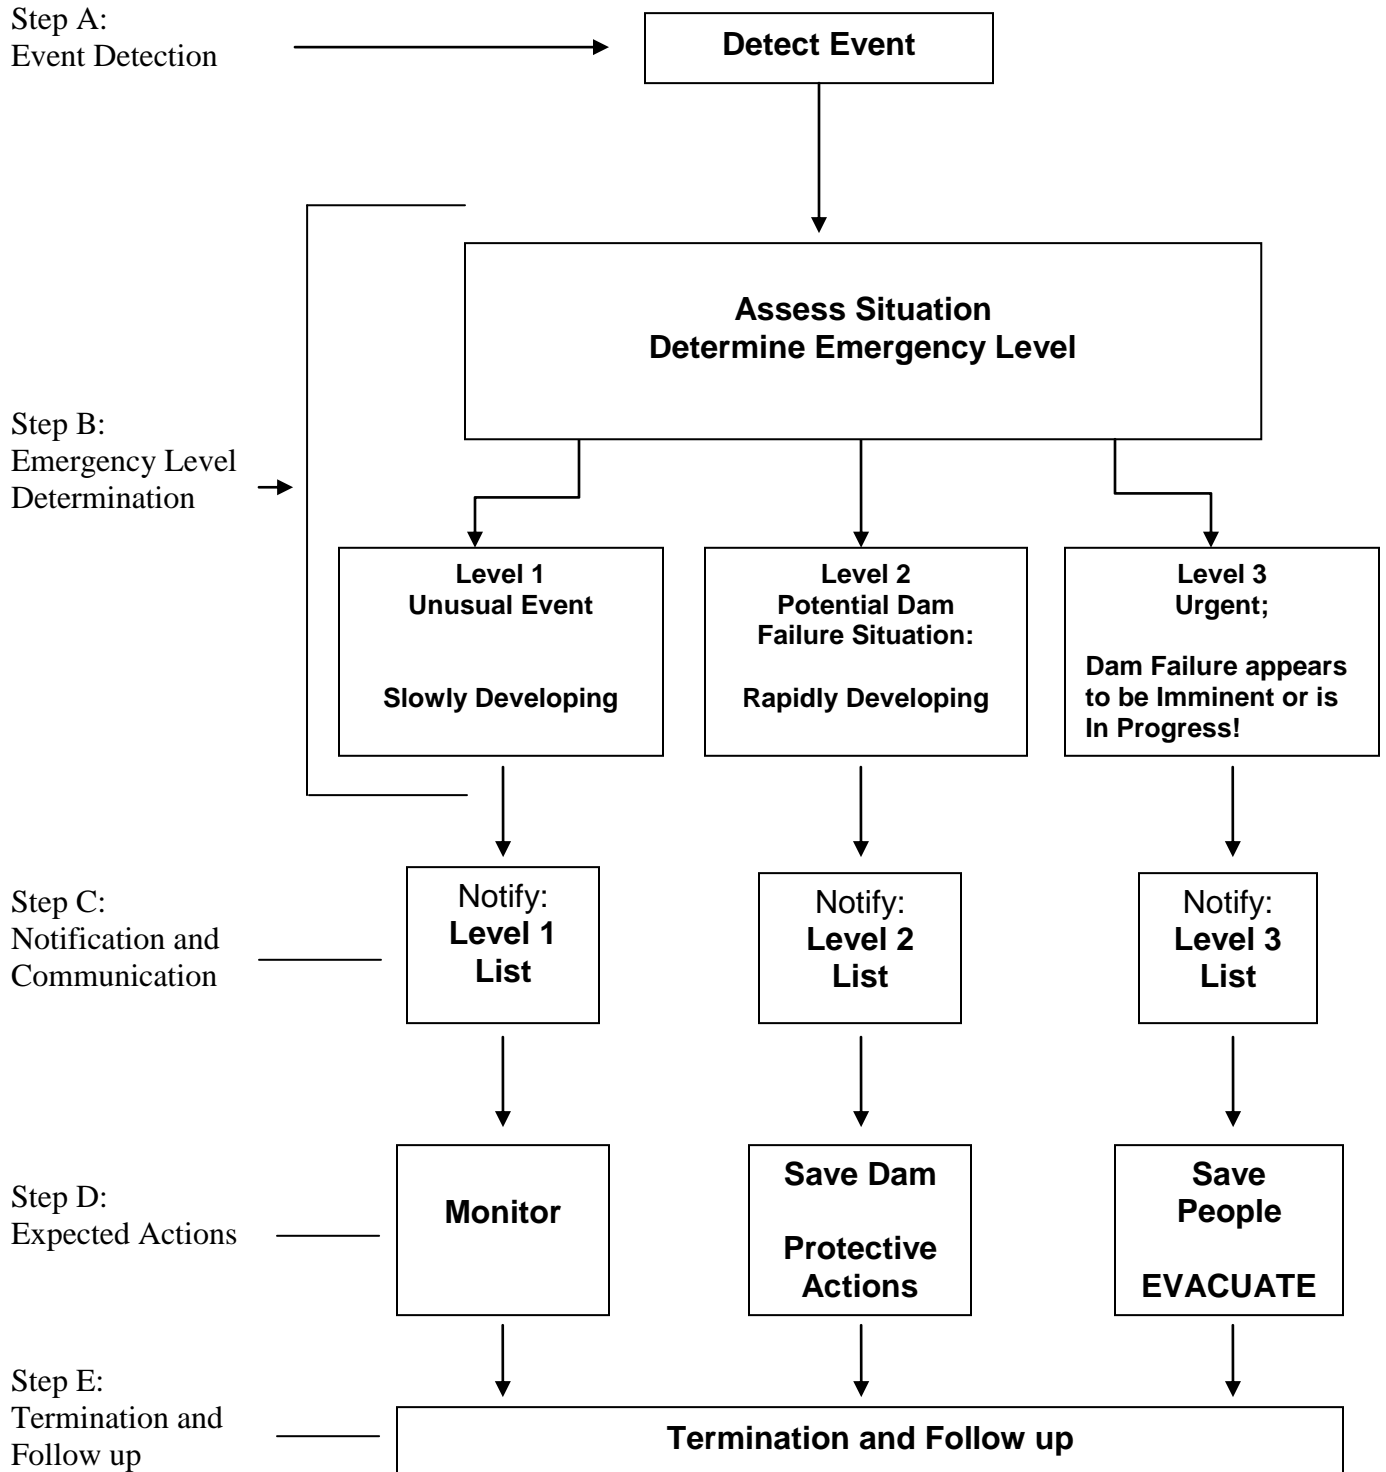 Step A:
Event Detection
Detect Event
Assess Situation
Determine Emergency Level
Step B:
Emergency Level
Determination
Level 1
Unusual Event
Slowly Developing
Level 2
Potential Dam
Failure Situation:
Rapidly Developing
Level 3
Urgent;
Dam Failure appears
to be Imminent or is
In Progress!
Step C:
Notification and
Communication
Notify:
Level 1
List
Notify:
Level 2
List
Notify:
Level 3
List
Step D:
Expected Actions
Monitor
Save Dam
Protective
Actions
Save
People
EVACUATE
Step E:
Termination and
Follow up
Termination and Follow up